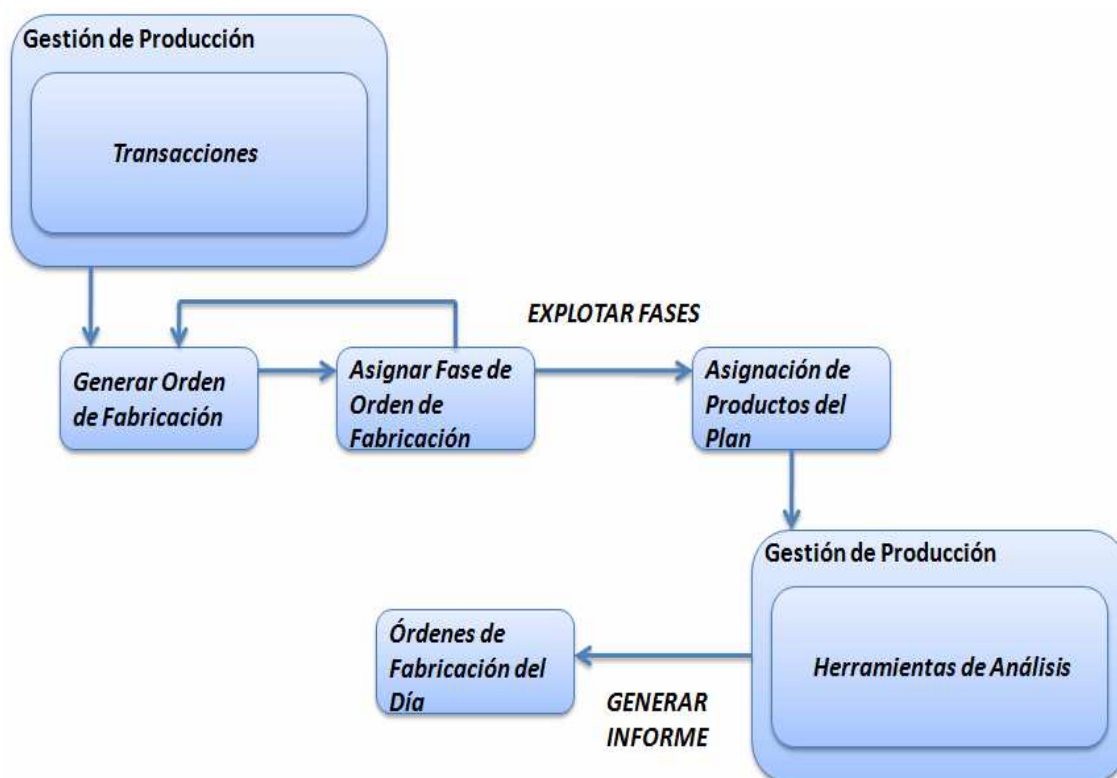 Gestión de Producción
Transacciones
EXPLOTAR FASES
Generar Orden
de Fabricación
Asignar Fase de
Orden de
Fabricación
Asignación de
Productos del
Plan
Gestión de Producción
Herramientas de Análisis
Órdenes de
Fabricación del
Día
GENERAR
INFORME